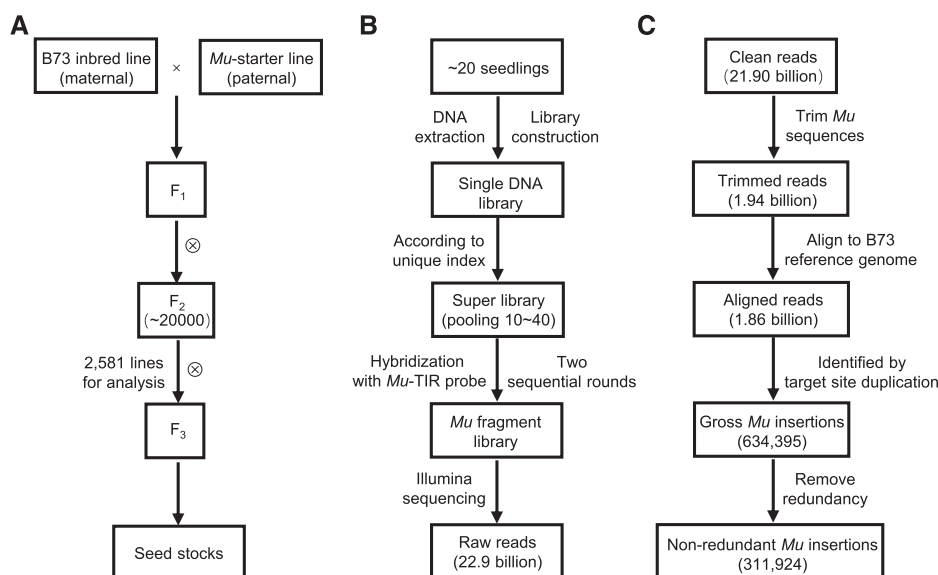 A
B73 inbred line
(maternal)
×
Mu-starter line
(paternal)
F1
⊗
F2
(~20000)
2,581 lines
for analysis
⊗
F3
Seed stocks
B
~20 seedlings
DNA
extraction
Library
construction
Single DNA
library
According to
unique index
Super library
(pooling 10~40)
Hybridization
with Mu-TIR probe
Two
sequential rounds
Mu fragment
library
Illumina
sequencing
Raw reads
(22.9 billion)
C
Clean reads
(21.90 billion)
Trim Mu
sequences
Trimmed reads
(1.94 billion)
Align to B73
reference genome
Aligned reads
(1.86 billion)
Identified by
target site duplication
Gross Mu insertions
(634,395)
Remove
redundancy
Non-redundant Mu insertions
(311,924)